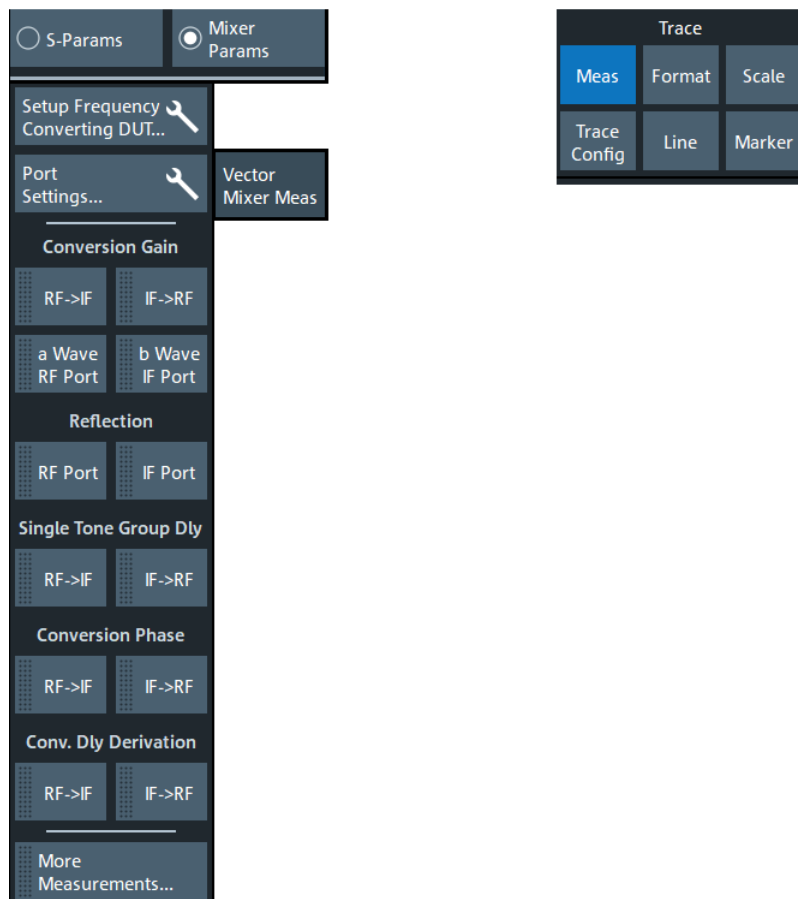 S-Params
Mixer
Params
Setup Frequency
Converting DUT...
Port
Settings...
Vector
Mixer Meas
Conversion Gain
RF->IF
IF->RF
a Wave
RF Port
b Wave
IF Port
Reflection
RF Port
IF Port
Single Tone Group Dly
RF->IF
IF->RF
Conversion Phase
RF->IF
IF->RF
Conv. Dly Derivation
RF->IF
IF->RF
More
Measurements...
Trace
Meas
Format
Scale
Trace
Config
Line
Marker